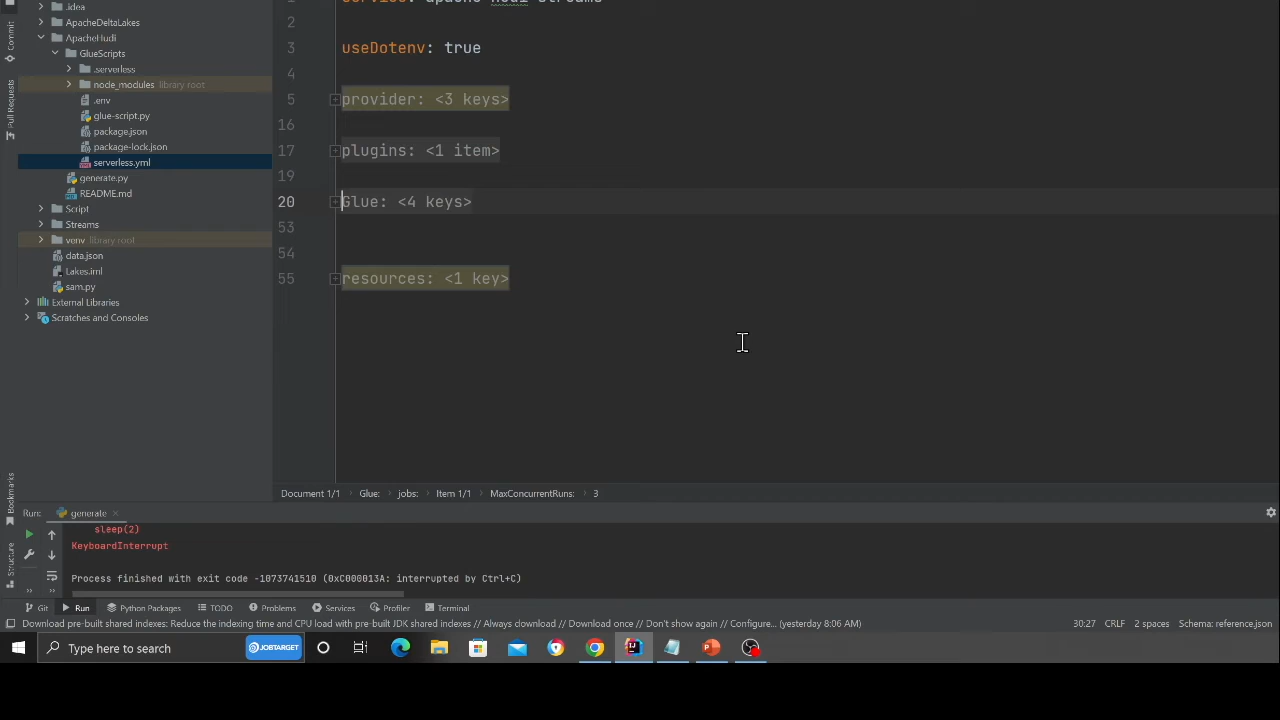 .idea
ApacheDeltaLakes
ApacheHudi
GlueScripts
.serverless
node_modules library root
.env
glue-script.py
package.json
package-lock.json
serverless.yml
generate.py
README.md
Script
Streams
venv library root
data.json
Lakes.iml
sam.py
External Libraries
Scratches and Consoles
Commit
Pull Requests
Bookmarks
Structure
1
2
3 useDotenv: true
4
5 provider: <3 keys>
16
17 plugins: <1 item>
19
20 Glue: <4 keys>
53
54
55 resources: <1 key>
Document 1/1 Glue: jobs: Item 1/1 MaxConcurrentRuns: 3
Run: generate
sleep(2)
KeyboardInterrupt
Process finished with exit code -1073741510 (0xC000013A: interrupted by Ctrl+C)
Git Run Python Packages TODO Problems Services Profiler Terminal
Download pre-built shared indexes: Reduce the indexing time and CPU load with pre-built JDK shared indexes // Always download // Download once // Don't show again // Configure... (yesterday 8:06 AM) 30:27 CRLF 2 spaces Schema: reference.json
Type here to search JOBTARGET